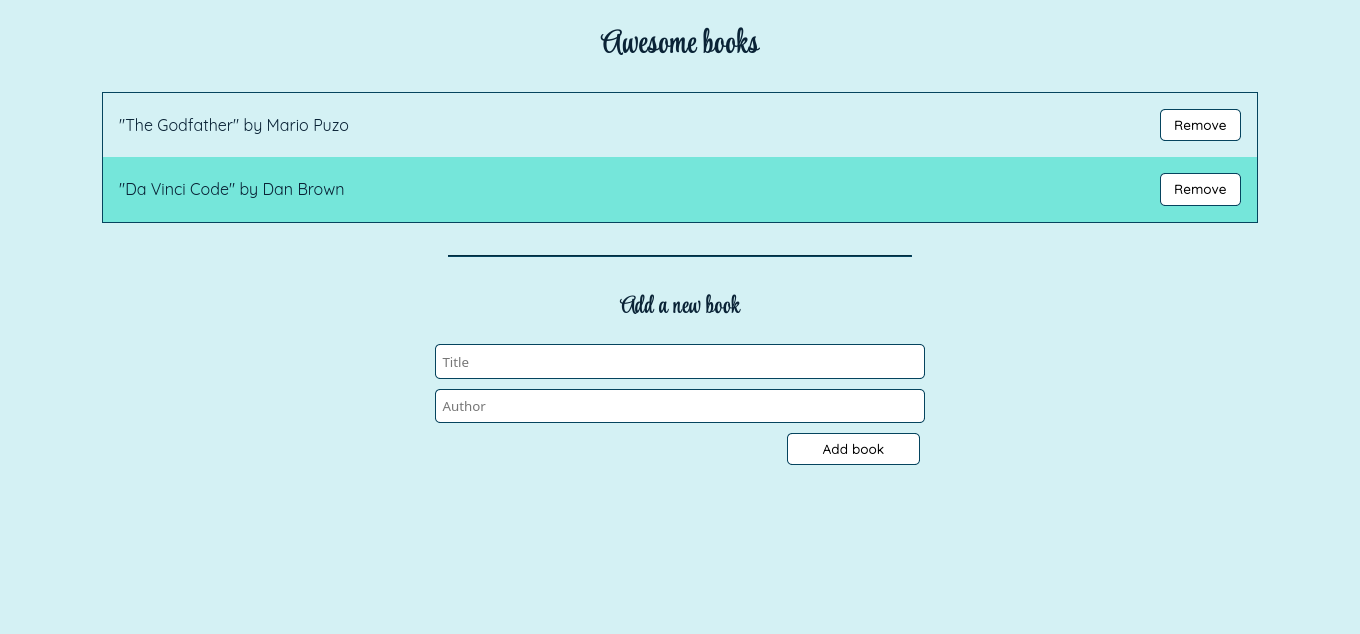 Awesome books
"The Godfather" by Mario Puzo
Remove
"Da Vinci Code" by Dan Brown
Remove
Add a new book
Title
Author
Add book